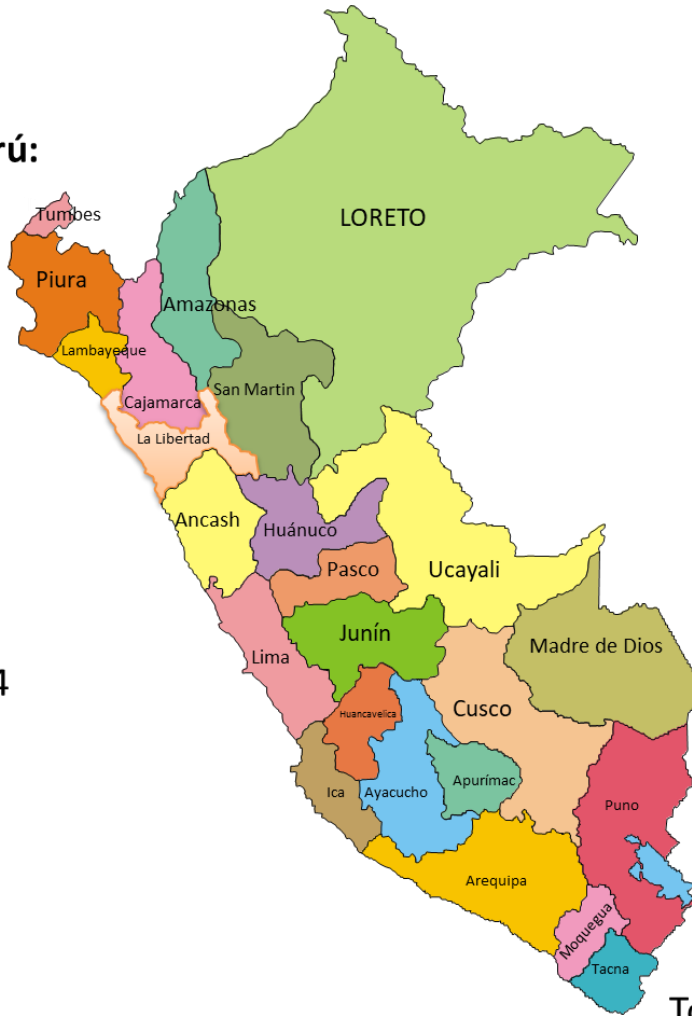 rú:
Tumbes
LORETO
Piura
Amazonas
Lambayeque
San Martin
Cajamarca
La Libertad
Ancash
Huánuco
Pasco
Ucayali
Junín
Madre de Dios
Lima
4
Huancavelica
Cusco
Ica
Ayacucho
Apurímac
Puno
Arequipa
Moquegua
Tacna
To